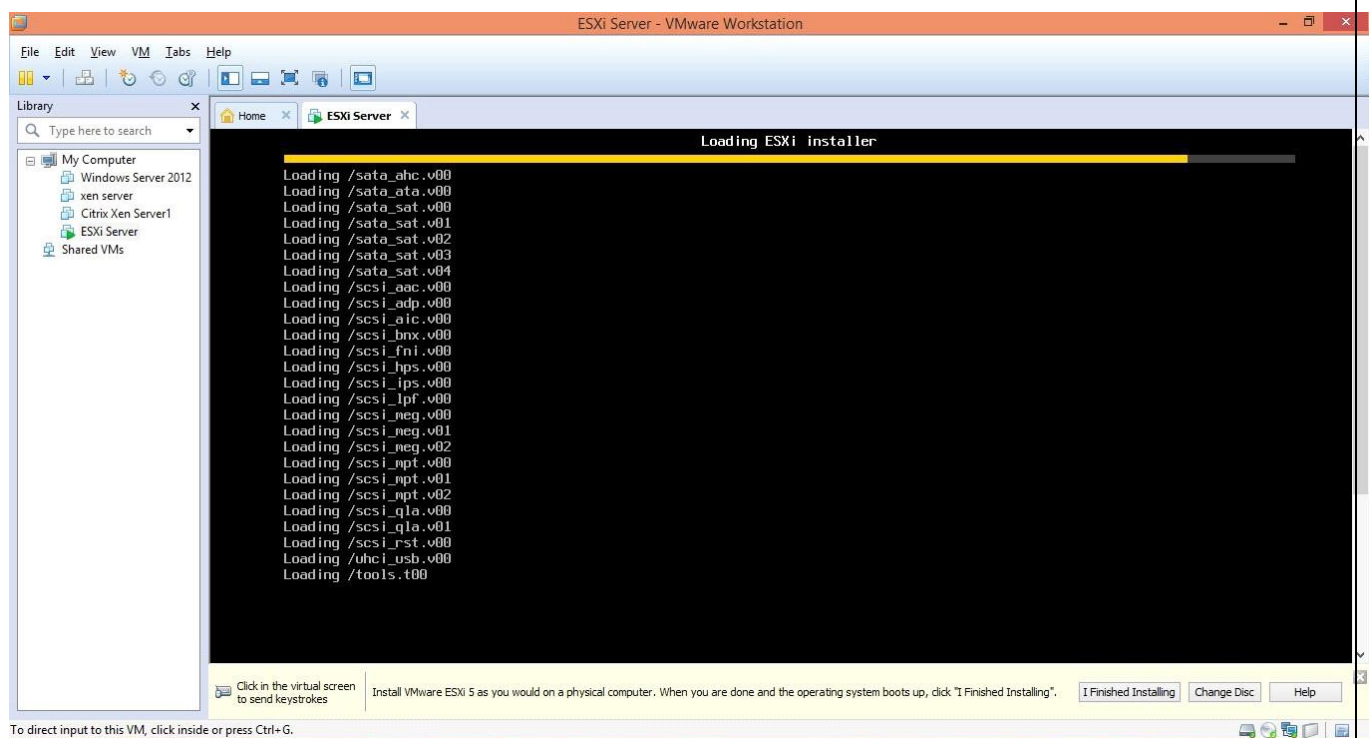 ESXi Server - VMware Workstation
File Edit View VM Tabs Help
Library
Type here to search
My Computer
Windows Server 2012
xen server
Citrix Xen Server1
ESXi Server
Shared VMs
Home
ESXi Server
Loading ESXi installer
Loading /sata_ahc.v00
Loading /sata_ata.v00
Loading /sata_sat.v00
Loading /sata_sat.v01
Loading /sata_sat.v02
Loading /sata_sat.v03
Loading /sata_sat.v04
Loading /scsi_aac.v00
Loading /scsi_adp.v00
Loading /scsi_aic.v00
Loading /scsi_bnx.v00
Loading /scsi_fni.v00
Loading /scsi_hps.v00
Loading /scsi_ips.v00
Loading /scsi_lpf.v00
Loading /scsi_meg.v00
Loading /scsi_meg.v01
Loading /scsi_meg.v02
Loading /scsi_mpt.v00
Loading /scsi_mpt.v01
Loading /scsi_mpt.v02
Loading /scsi_qla.v00
Loading /scsi_qla.v01
Loading /scsi_rst.v00
Loading /uhci_usb.v00
Loading /tools.t00
Click in the virtual screen
to send keystrokes
Install VMware ESXi 5 as you would on a physical computer. When you are done and the operating system boots up, click "I Finished Installing".
I Finished Installing
Change Disc
Help
To direct input to this VM, click inside or press Ctrl+G.